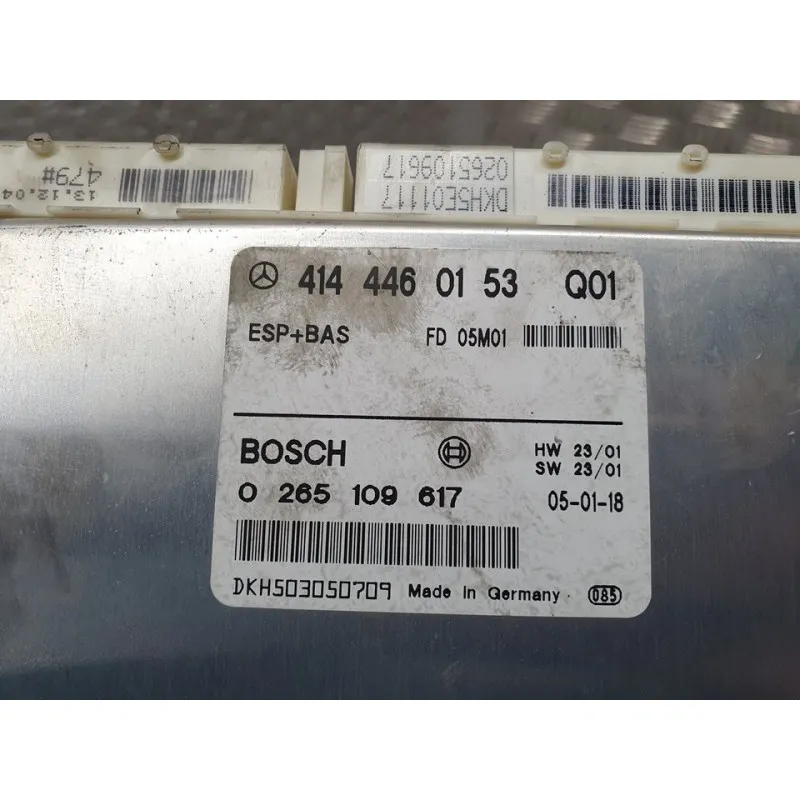 13.12.04
479#
DKH5E01117
0265109617
414 446 01 53 Q01
ESP+BAS FD 05M01
BOSCH HW 23/01
SW 23/01
0 265 109 617 05-01-18
DKH503050709 Made in Germany 085